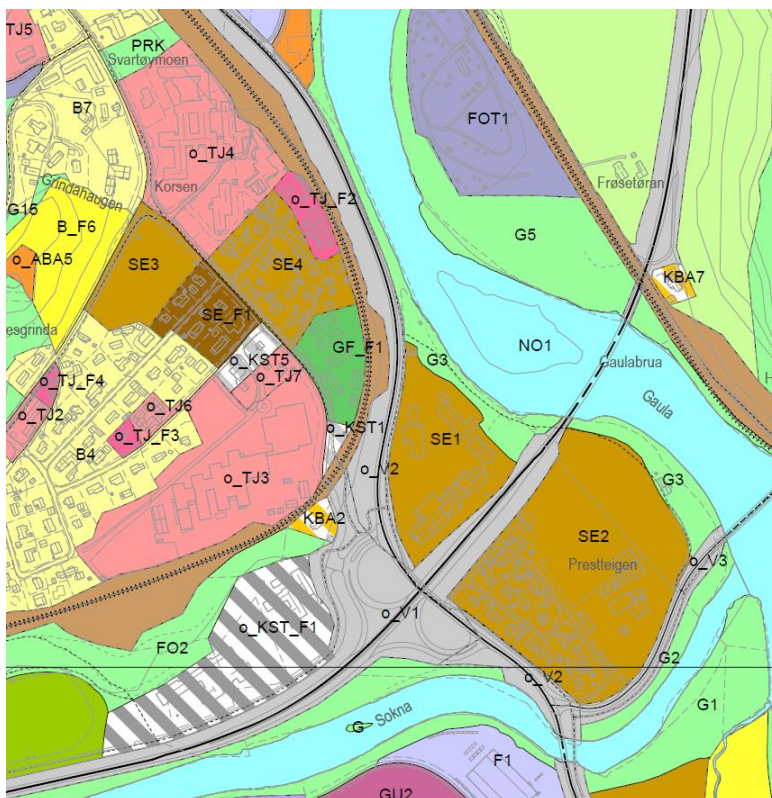 TJ5
PRK
Svartøymoen
B7
FOT1
o_TJ4
Korsen
Frøsetøran
Grindahaugen
o_TJ_F2
G15
B_F6
G5
o_ABA5
SE3
SE4
KBA7
SE_F1
esgrinda
NO1
o_KST5
GF_F1
G3
Gaulabrua
o_TJ_F4
o_TJ7
Gaula
o_TJ2
o_TJ6
o_TJ_F3
o_KST1
SE1
B4
o_V2
o_TJ3
G3
KBA2
SE2
Prestteigen
o_V3
o_V1
o_KST_F1
FO2
G2
o_V2
G1
G
Sokna
F1
GU2